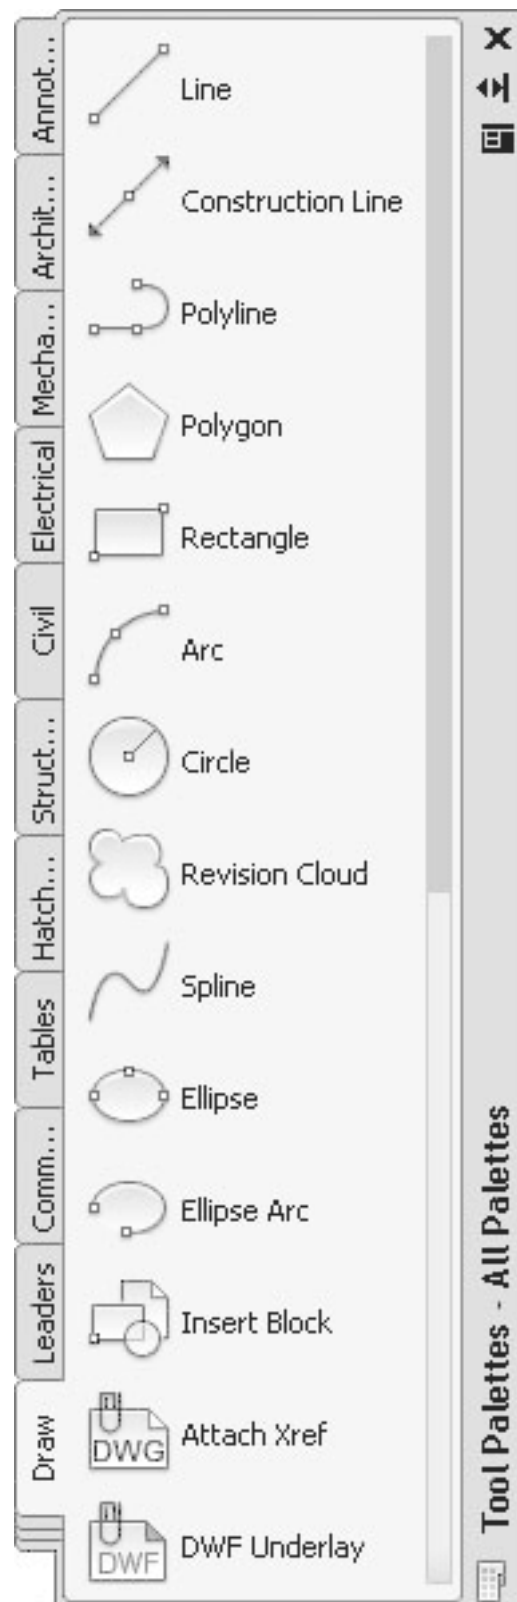 Annot...
Archit...
Mecha...
Electrical
Civil
Struct...
Hatch...
Tables
Comm...
Leaders
Draw
Line
Construction Line
Polyline
Polygon
Rectangle
Arc
Circle
Revision Cloud
Spline
Ellipse
Ellipse Arc
Insert Block
DWG Attach Xref
DWF DWF Underlay
Tool Palettes - All Palettes